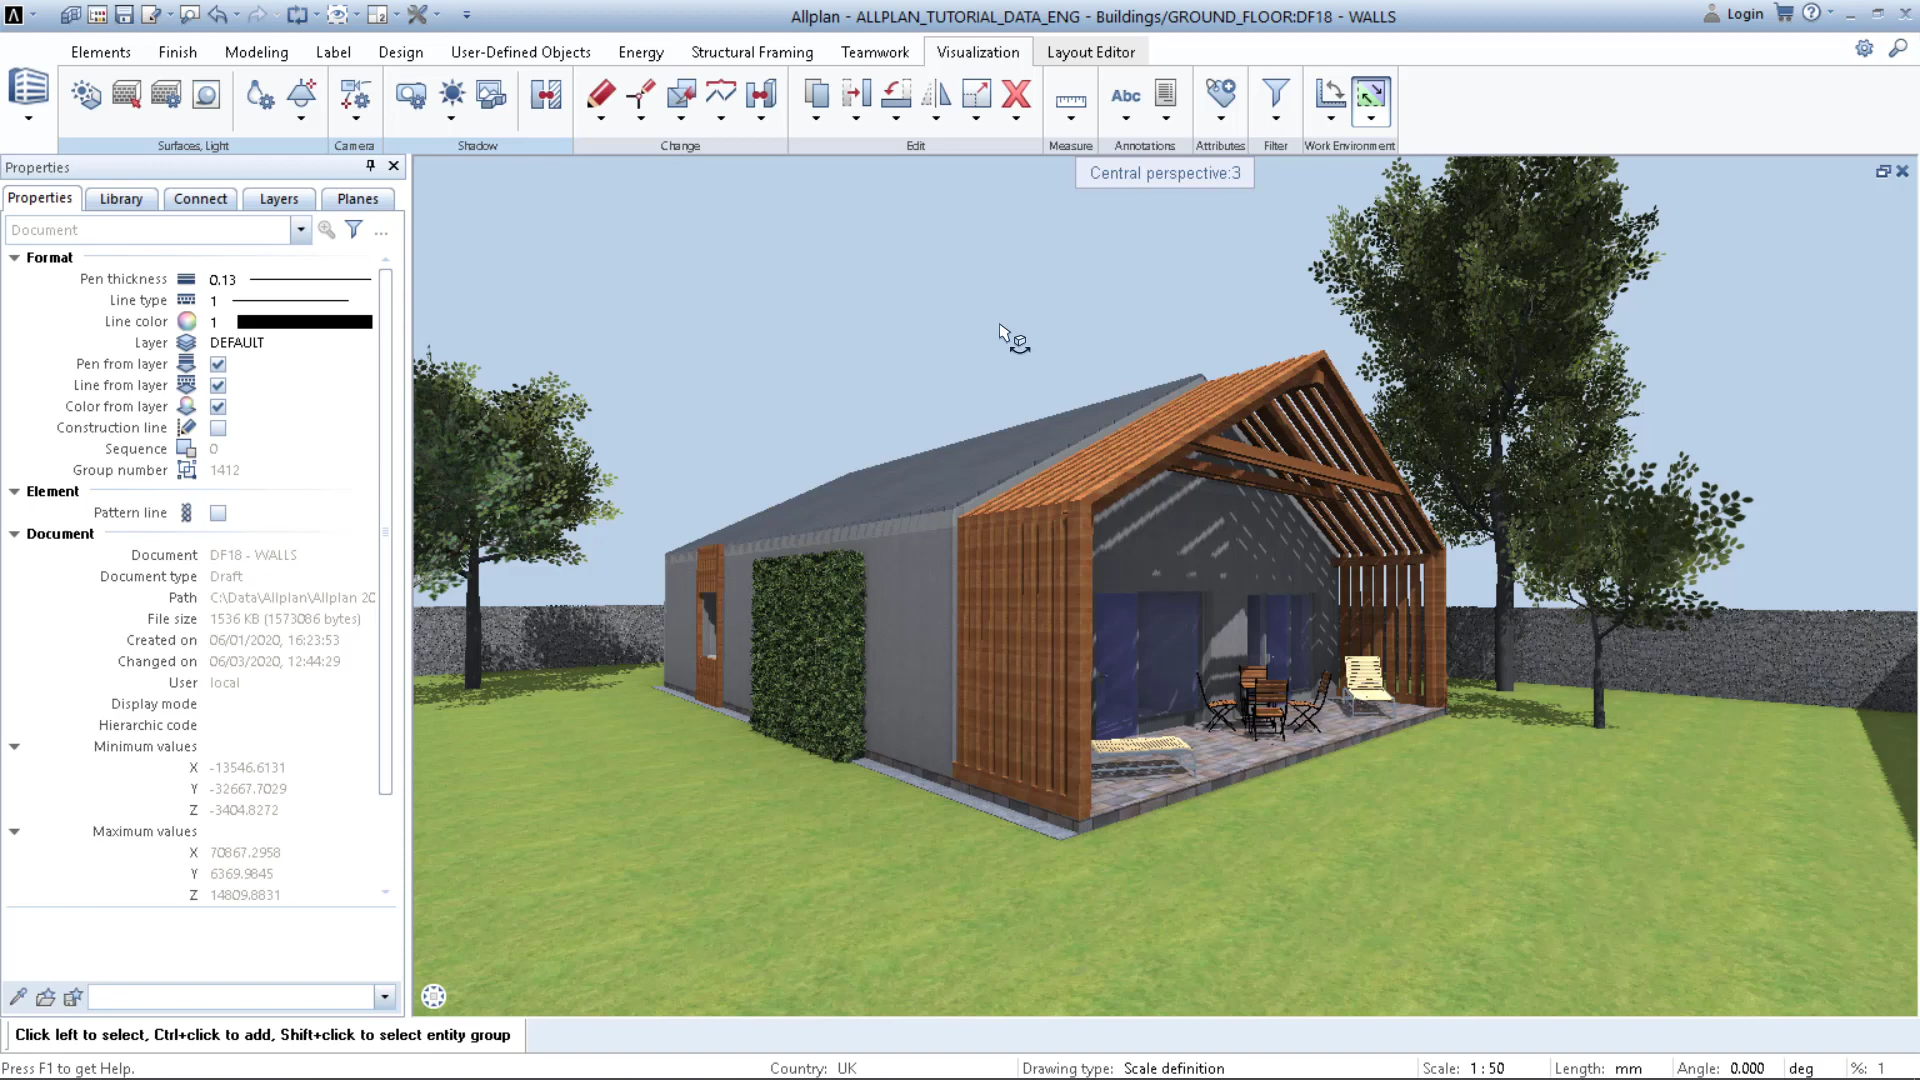 Allplan - ALLPLAN_TUTORIAL_DATA_ENG - Buildings/GROUND_FLOOR:DF18 - WALLS
Login
Elements Finish Modeling Label Design User-Defined Objects Energy Structural Framing Teamwork Visualization Layout Editor
Abc
Surfaces, Light Camera Shadow Change Edit Measure Annotations Attributes Filter Work Environment
Properties
Central perspective:3
Properties Library Connect Layers Planes
Document
...
Format
Pen thickness 0.13
Line type 1
Line color 1
Layer DEFAULT
Pen from layer
Line from layer
Color from layer
Construction line
Sequence 0
Group number 1412
Element
Pattern line
Document
Document DF18 - WALLS
Document type Draft
Path C:\Data\Allplan\Allplan 20
File size 1536 KB (1573086 bytes)
Created on 06/01/2020, 16:23:53
Changed on 06/03/2020, 12:44:29
User local
Display mode
Hierarchic code
Minimum values
X -13546.6131
Y -32667.7029
Z -3404.8272
Maximum values
X 70867.2958
Y 6369.9845
Z 14809.8831
Click left to select, Ctrl+click to add, Shift+click to select entity group
Press F1 to get Help. Country: UK Drawing type: Scale definition Scale: 1 : 50 Length: mm Angle: 0.000 deg %: 1